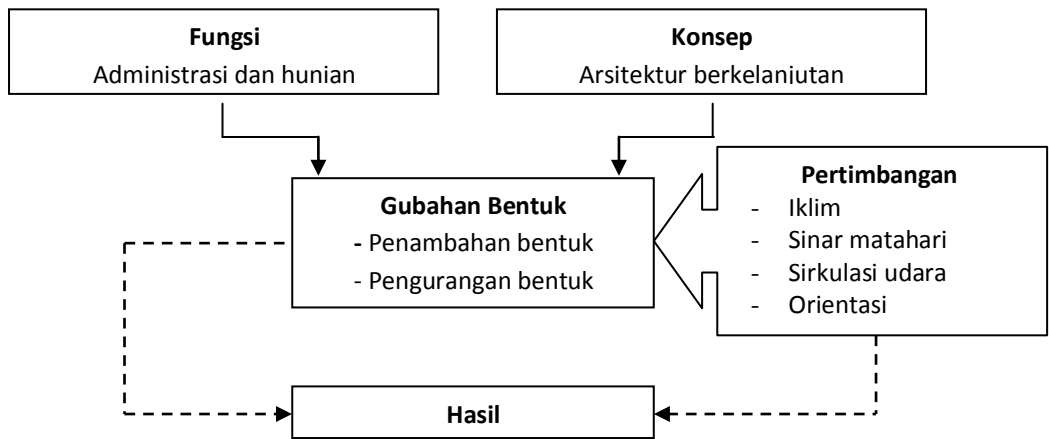 Fungsi
Administrasi dan hunian
Konsep
Arsitektur berkelanjutan
Gubahan Bentuk
- Penambahan bentuk
- Pengurangan bentuk
Pertimbangan
- Iklim
- Sinar matahari
- Sirkulasi udara
- Orientasi
Hasil